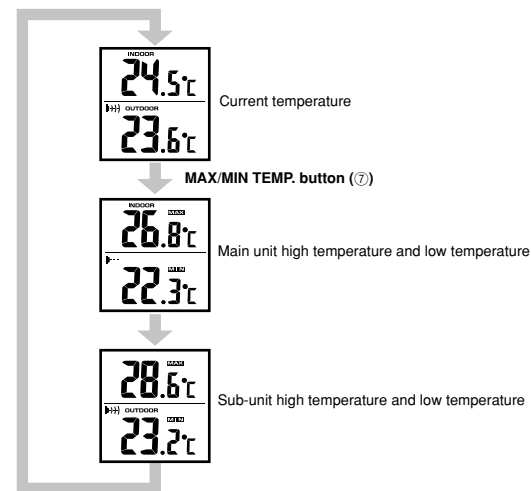 INDOOR
24.5℃
OUTDOOR
23.6℃
Current temperature
MAX/MIN TEMP. button (⑦)
INDOOR
MAX
26.8℃
MIN
22.3℃
Main unit high temperature and low temperature
MAX
28.6℃
OUTDOOR
MIN
23.2℃
Sub-unit high temperature and low temperature